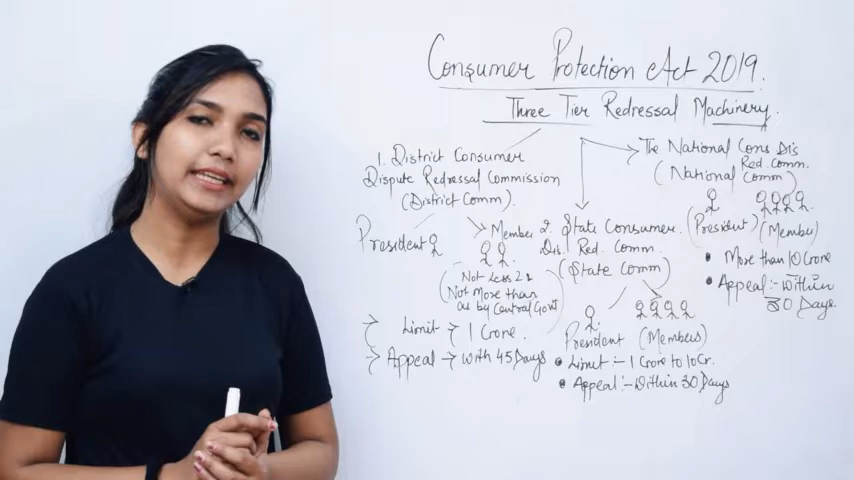 Consumer Protection Act 2019.
Three Tier Redressal Machinery.
1. District Consumer
Dispute Redressal Commission
(District Comm).
President
Member
(Not Less 2 &
Not More than
as by Central Govt)
Limit → 1 Crore.
Appeal → with 45 Days
2. State Consumer.
Dis. Red. Comm.
(State Comm)
President (Members)
• Limit :- 1 Crore to 10 Cr.
• Appeal :- Within 30 Days
The National Cons Dis
Red. Comm.
(National Comm)
(President) (Member)
• More than 10 Crore
• Appeal :- Within
30 Days